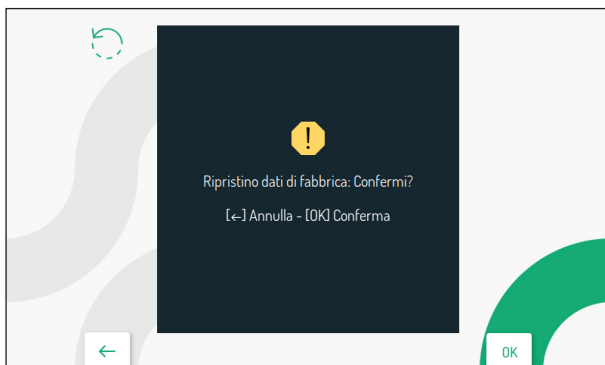 !
Ripristino dati di fabbrica: Confermi?
[←] Annulla - [OK] Conferma
←
OK